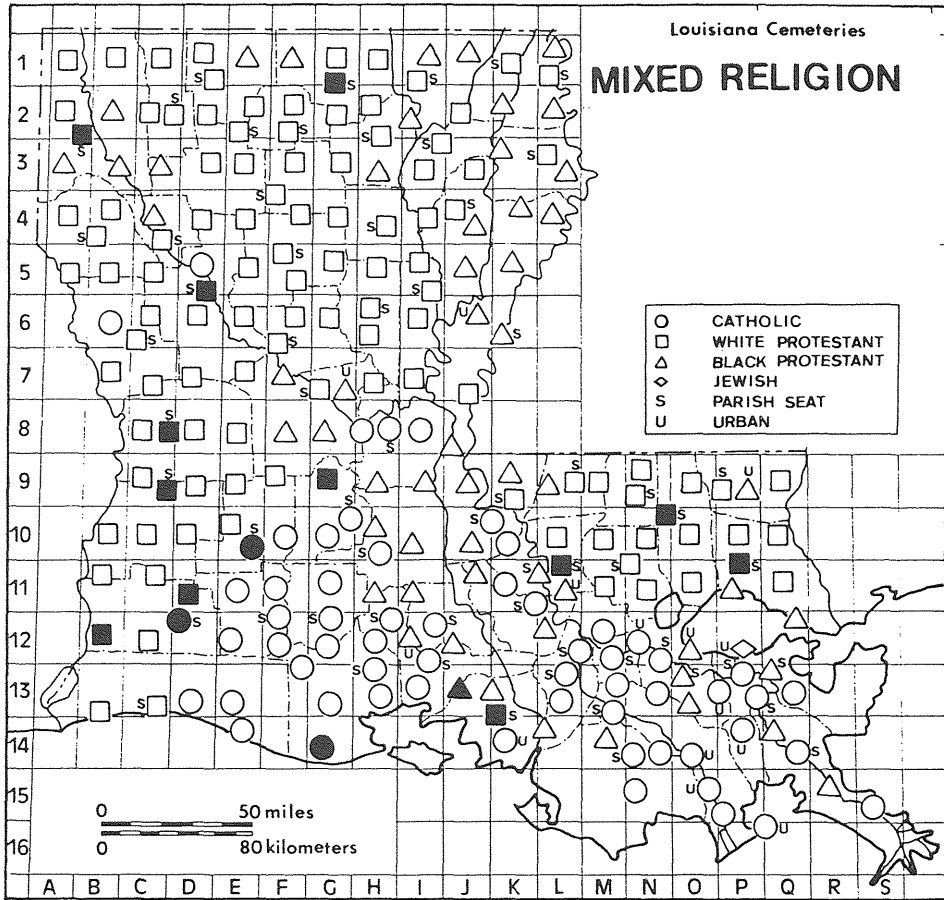 Louisiana Cemeteries
MIXED RELIGION
1
2
3
4
5
6
7
8
9
10
11
12
13
14
15
16
CATHOLIC
WHITE PROTESTANT
BLACK PROTESTANT
JEWISH
S PARISH SEAT
U URBAN
0 50 miles
0 80 kilometers
A B C D E F G H I J K L M N O P Q R S